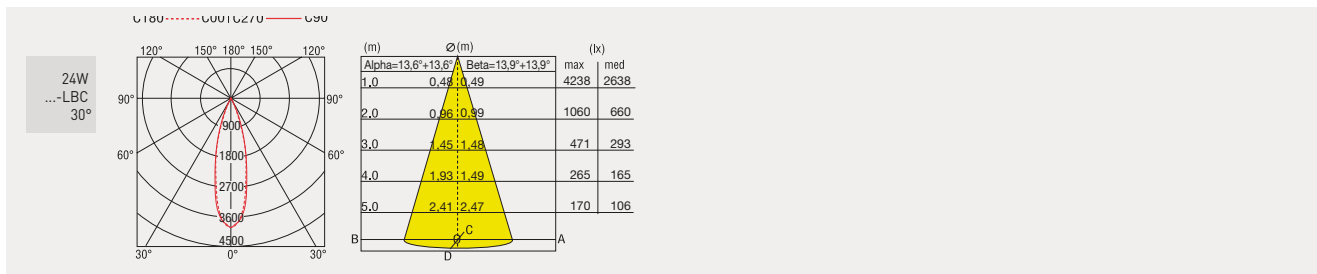 C180 C00 | C270 C90
24W
...-LBC
30°
120° 150° 180° 150° 120°
90° 90°
900
60° 1800 60°
2700
3600
4500
30° 0° 30°
(m) Ø(m) (lx)
Alpha=13,6°+13,6° Beta=13,9°+13,9° max med
1.0 0,48 0,49 4238 2638
2.0 0,96 0,99 1060 660
3.0 1,45 1,48 471 293
4.0 1,93 1,49 265 165
5.0 2,41 2,47 170 106
B C A
D